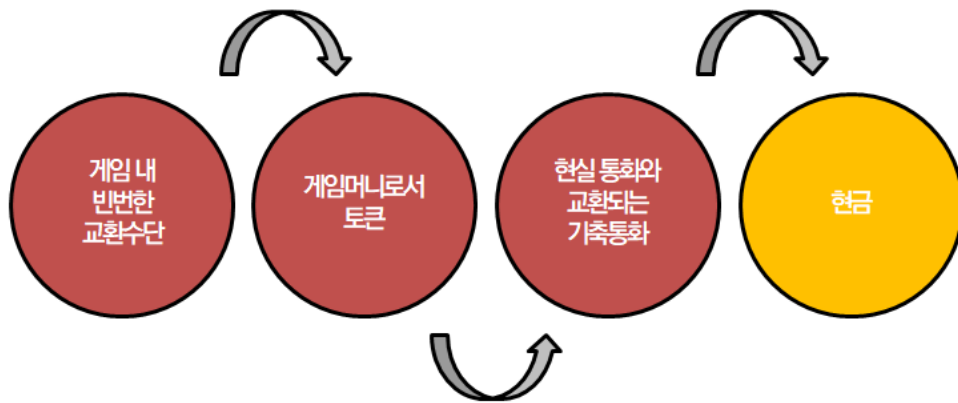 게임 내
빈번한
교환수단
게임머니로서
토큰
현실 통화와
교환되는
기축통화
현금